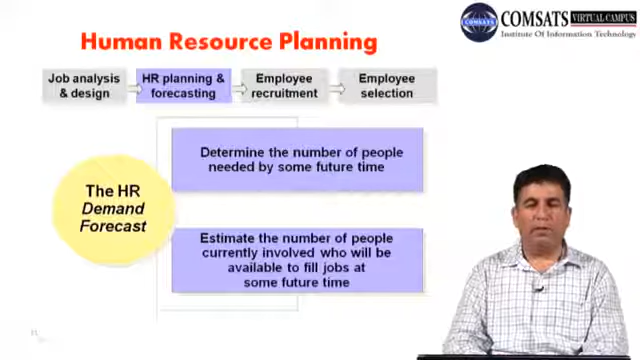 Human Resource Planning
COMSATS VIRTUAL CAMPUS
Institute Of Information Technology
COMSATS
Job analysis
& design
HR planning &
forecasting
Employee
recruitment
Employee
selection
The HR
Demand
Forecast
Determine the number of people
needed by some future time
Estimate the number of people
currently involved who will be
available to fill jobs at
some future time